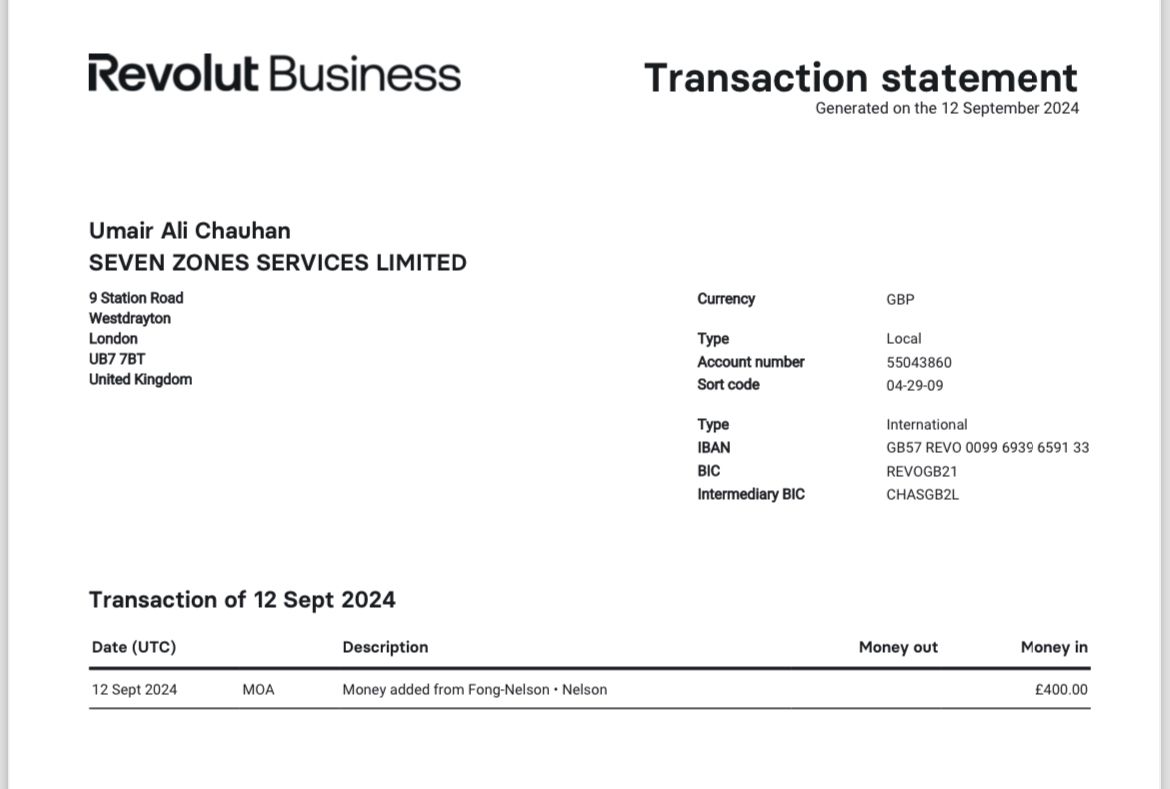 Revolut Business
Transaction statement
Generated on the 12 September 2024
Umair Ali Chauhan
SEVEN ZONES SERVICES LIMITED
9 Station Road
Westdrayton
London
UB7 7BT
United Kingdom
Currency GBP
Type Local
Account number 55043860
Sort code 04-29-09
Type International
IBAN GB57 REVO 0099 6939 6591 33
BIC REVOGB21
Intermediary BIC CHASGB2L
Transaction of 12 Sept 2024
Date (UTC) Description Money out Money in
12 Sept 2024 MOA Money added from Fong-Nelson • Nelson £400.00